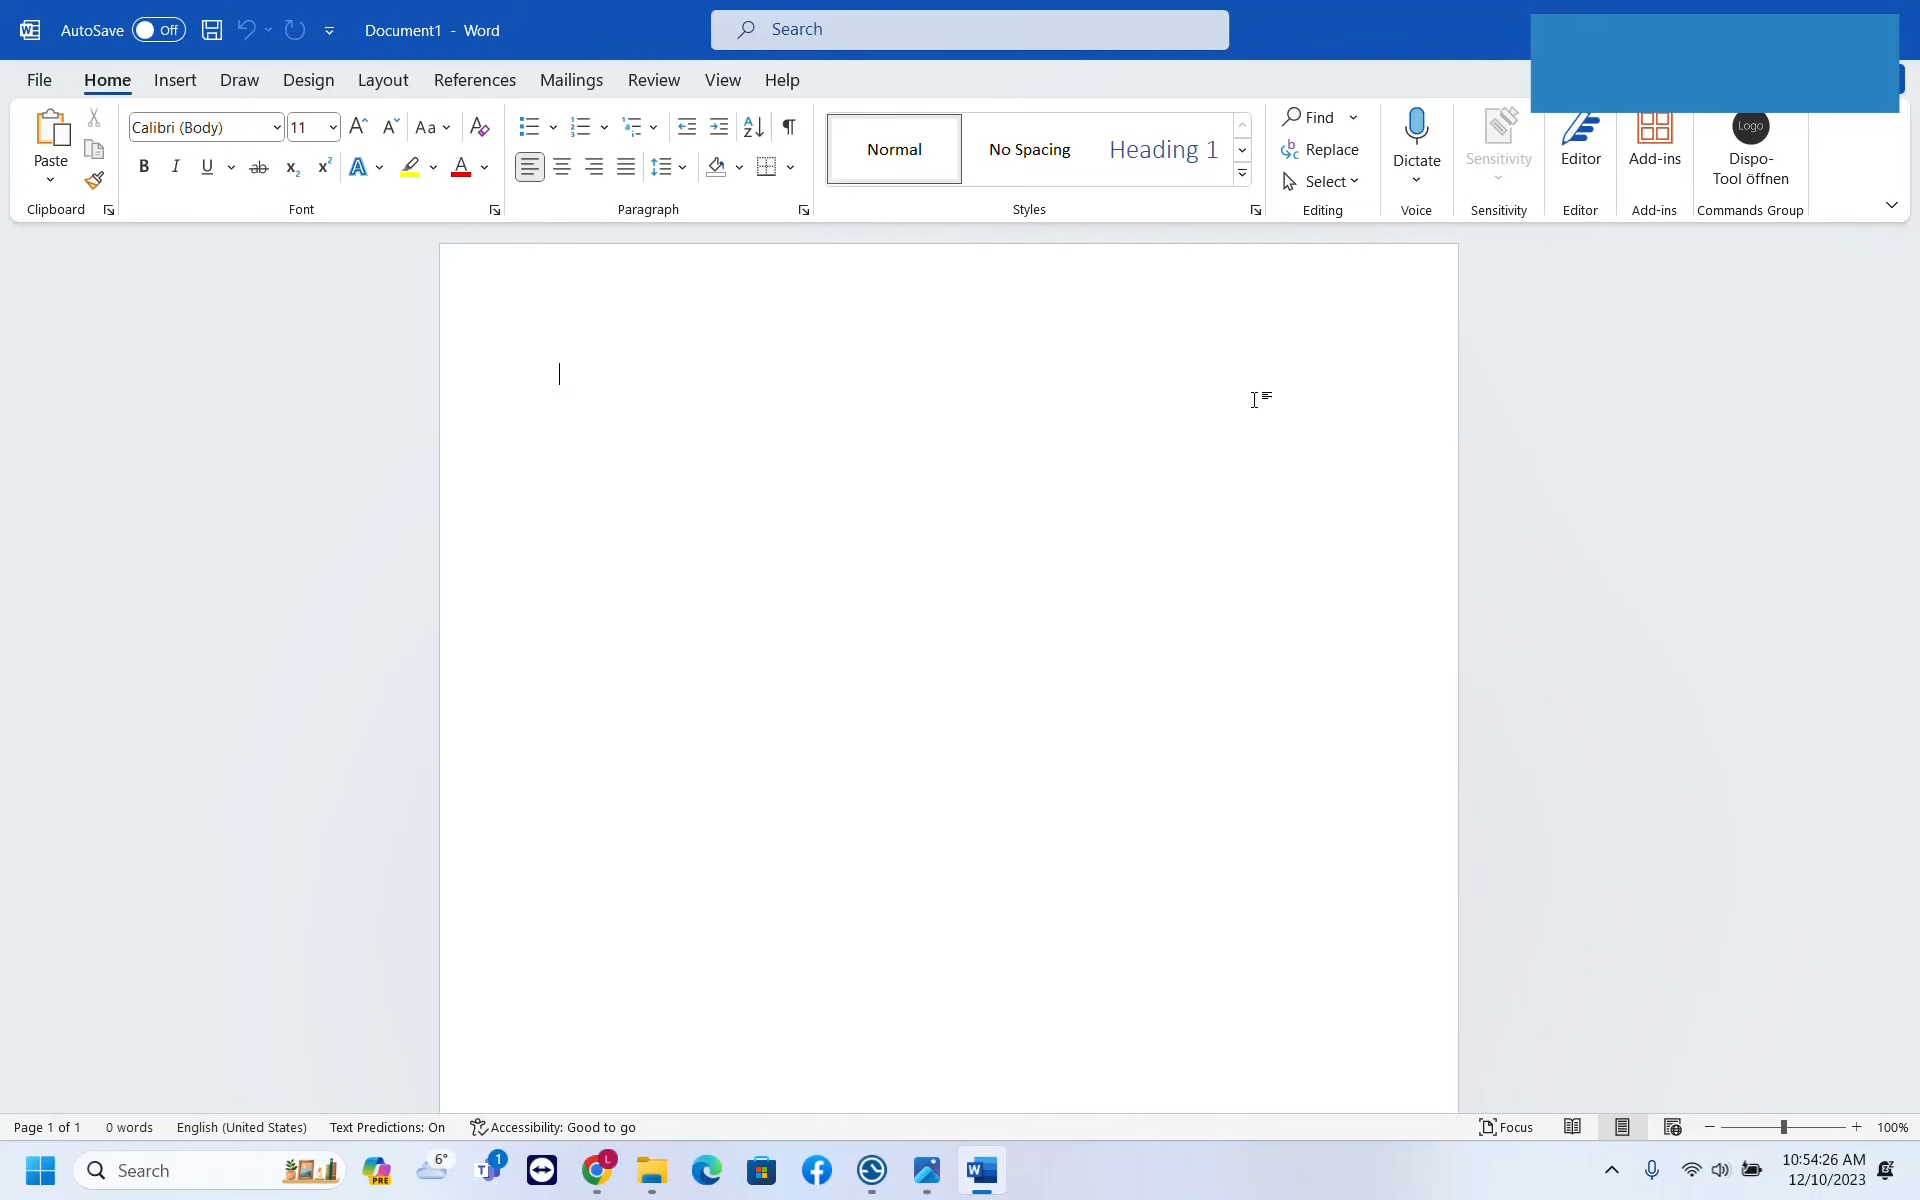 AutoSave Off Document1 - Word Search
File Home Insert Draw Design Layout References Mailings Review View Help
Paste Calibri (Body) 11 Aa Normal No Spacing Heading 1 Find Replace Select Dictate Sensitivity Editor Add-ins Logo Dispo-
Tool öffnen
Clipboard Font Paragraph Styles Editing Voice Sensitivity Editor Add-ins Commands Group
Page 1 of 1 0 words English (United States) Text Predictions: On Accessibility: Good to go Focus 100%
Search PRE 6° 1 L 10:54:26 AM
12/10/2023